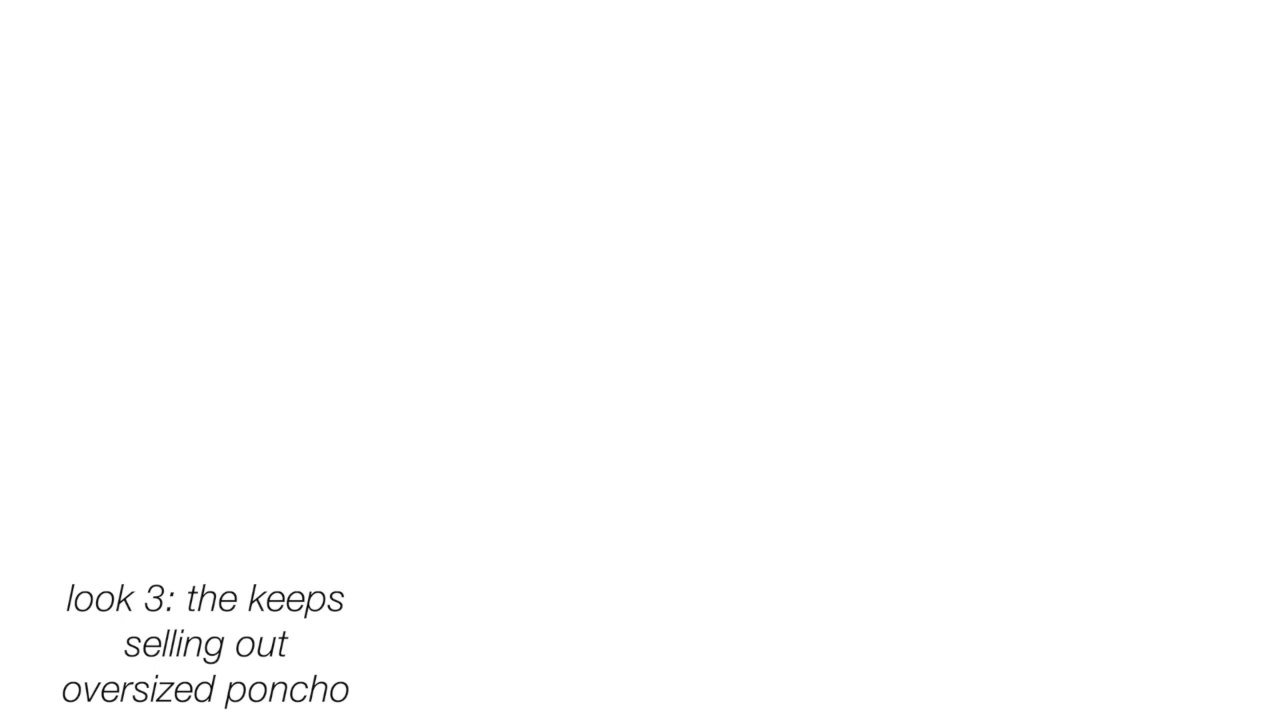 look 3: the keeps
selling out
oversized poncho